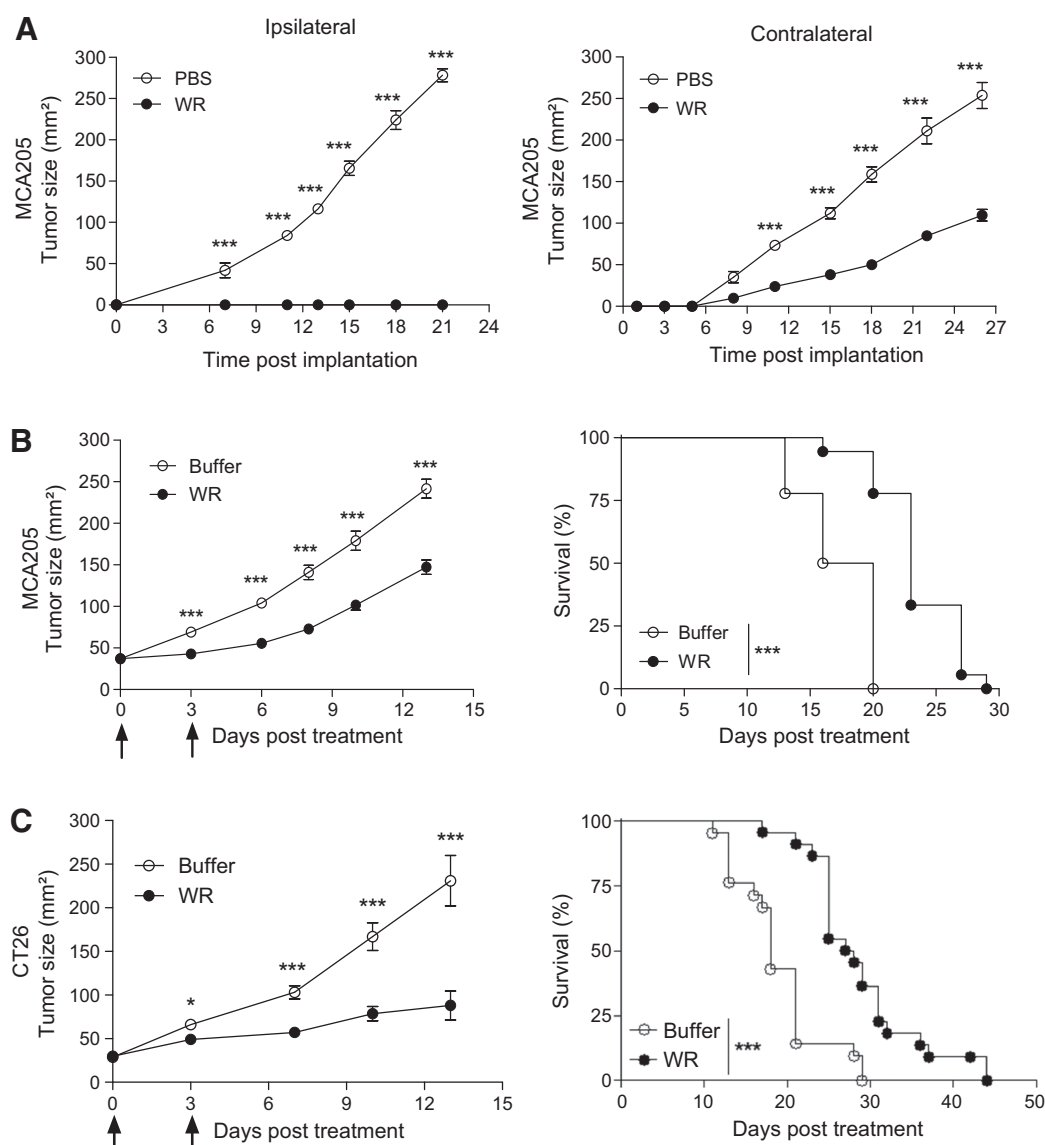 A
Ipsilateral
MCA205
Tumor size (mm²)
300
250
200
150
100
50
0
PBS
WR
***
***
***
***
***
***
0 3 6 9 12 15 18 21 24
Time post implantation
Contralateral
MCA205
Tumor size (mm²)
300
250
200
150
100
50
0
PBS
WR
***
***
***
***
***
0 3 6 9 12 15 18 21 24 27
Time post implantation
B
MCA205
Tumor size (mm²)
300
250
200
150
100
50
0
Buffer
WR
***
***
***
***
***
0 3 6 9 12 15
Days post treatment
Survival (%)
100
75
50
25
0
Buffer
WR
***
0 5 10 15 20 25 30
Days post treatment
C
CT26
Tumor size (mm²)
300
250
200
150
100
50
0
Buffer
WR
***
***
***
*
0 3 6 9 12 15
Days post treatment
Survival (%)
100
75
50
25
0
Buffer
WR
***
0 10 20 30 40 50
Days post treatment